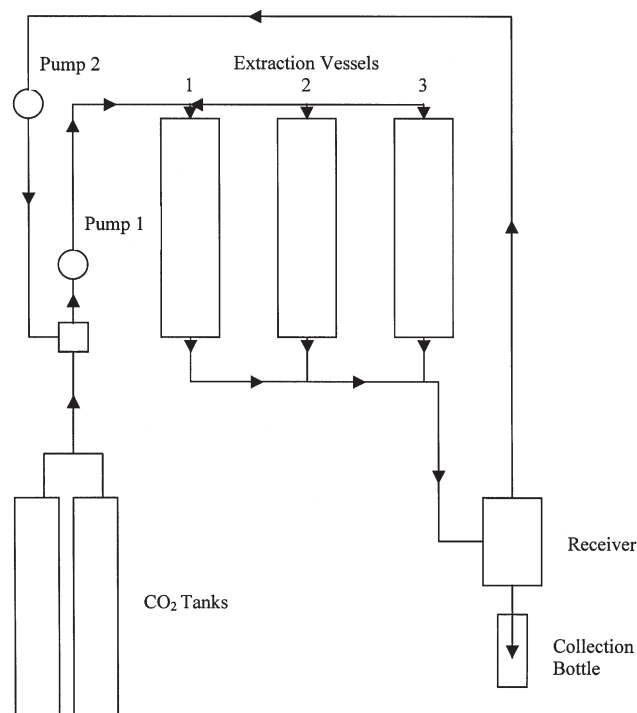 Pump 2
Extraction Vessels
1 2 3
Pump 1
CO₂ Tanks
Receiver
Collection
Bottle